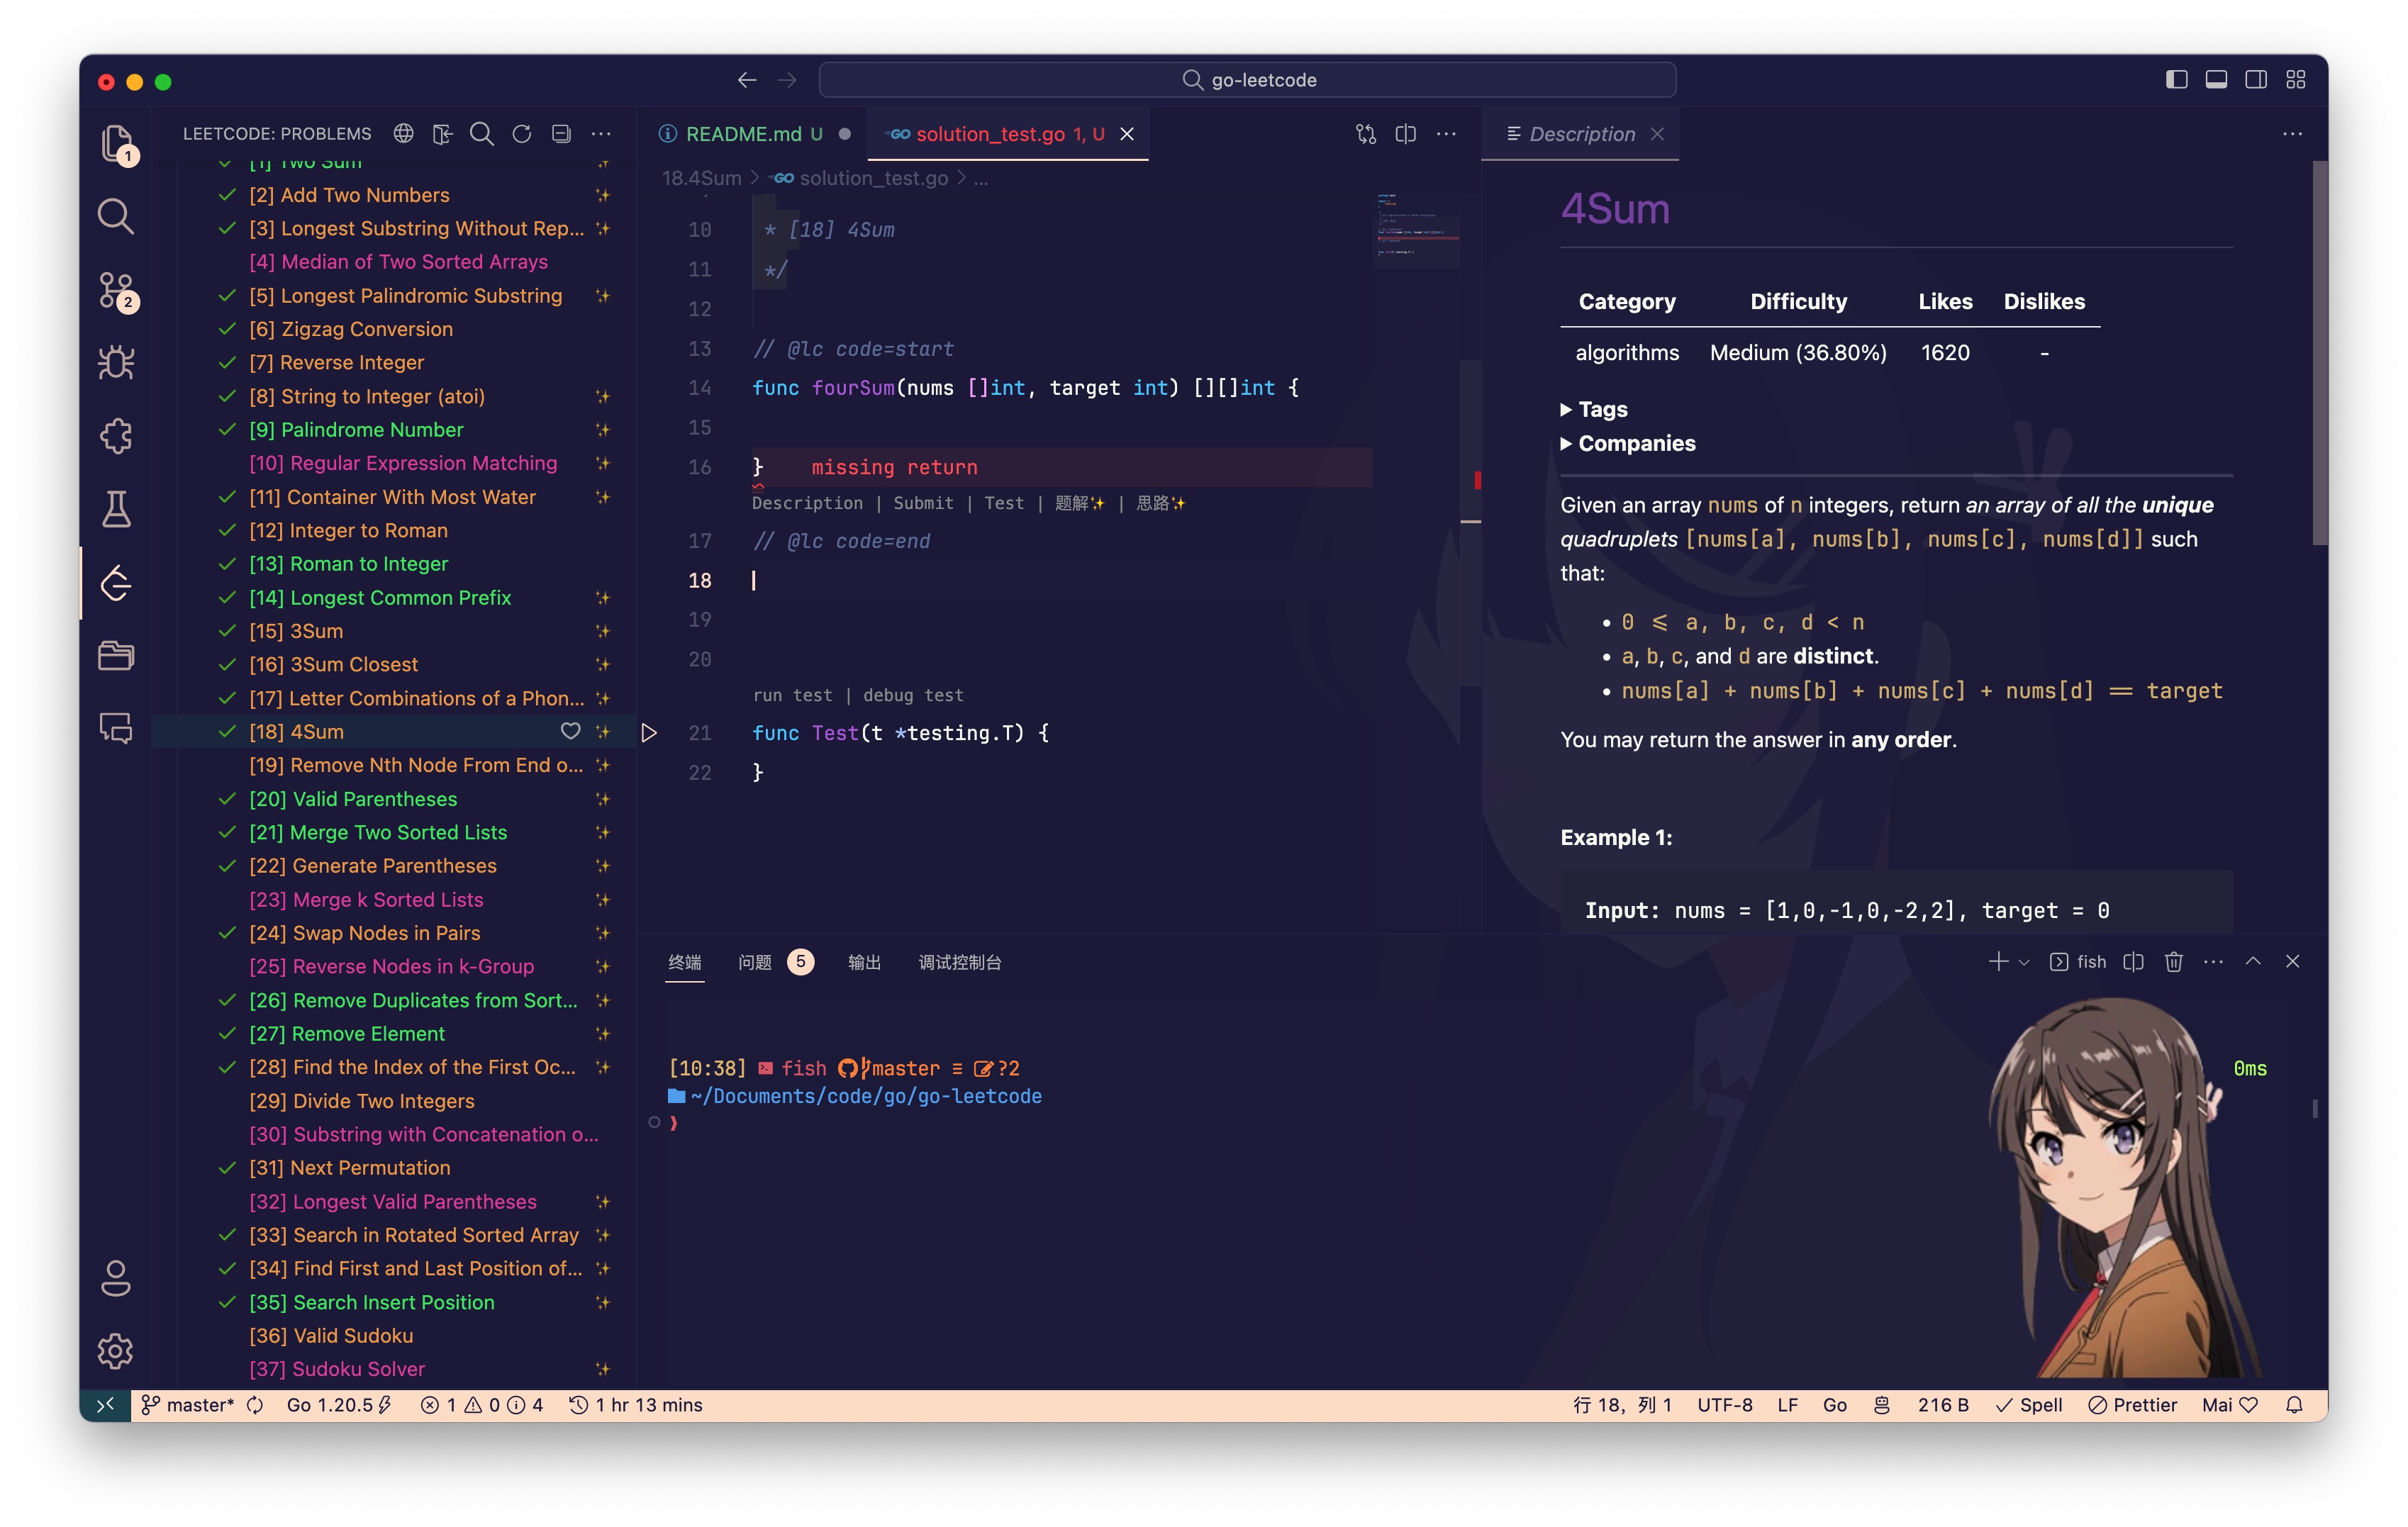 go-leetcode
LEETCODE: PROBLEMS
1
2
[1] Two Sum
[2] Add Two Numbers
[3] Longest Substring Without Rep...
[4] Median of Two Sorted Arrays
[5] Longest Palindromic Substring
[6] Zigzag Conversion
[7] Reverse Integer
[8] String to Integer (atoi)
[9] Palindrome Number
[10] Regular Expression Matching
[11] Container With Most Water
[12] Integer to Roman
[13] Roman to Integer
[14] Longest Common Prefix
[15] 3Sum
[16] 3Sum Closest
[17] Letter Combinations of a Phon...
[18] 4Sum
[19] Remove Nth Node From End o...
[20] Valid Parentheses
[21] Merge Two Sorted Lists
[22] Generate Parentheses
[23] Merge k Sorted Lists
[24] Swap Nodes in Pairs
[25] Reverse Nodes in k-Group
[26] Remove Duplicates from Sort...
[27] Remove Element
[28] Find the Index of the First Oc...
[29] Divide Two Integers
[30] Substring with Concatenation o...
[31] Next Permutation
[32] Longest Valid Parentheses
[33] Search in Rotated Sorted Array
[34] Find First and Last Position of...
[35] Search Insert Position
[36] Valid Sudoku
[37] Sudoku Solver
README.md U
GO solution_test.go 1, U
18.4Sum > GO solution_test.go > ...
10 * [18] 4Sum
11 */
12
13 // @lc code=start
14 func fourSum(nums []int, target int) [][]int {
15
16 } missing return
Description | Submit | Test | 题解✨ | 思路✨
17 // @lc code=end
18
19
20
run test | debug test
21 func Test(t *testing.T) {
22 }
Description
4Sum
Category Difficulty Likes Dislikes
algorithms Medium (36.80%) 1620 -
Tags
Companies
Given an array nums of n integers, return an array of all the unique
quadruplets [nums[a], nums[b], nums[c], nums[d]] such
that:
• 0 <= a, b, c, d < n
• a, b, c, and d are distinct.
• nums[a] + nums[b] + nums[c] + nums[d] == target
You may return the answer in any order.
Example 1:
Input: nums = [1,0,-1,0,-2,2], target = 0
终端 问题 5 输出 调试控制台
fish
[10:38] fish master ≡ ?2
0ms
~/Documents/code/go/go-leetcode
❯
master* Go 1.20.5 1 0 4 1 hr 13 mins
行 18，列 1 UTF-8 LF Go 216 B Spell Prettier Mai